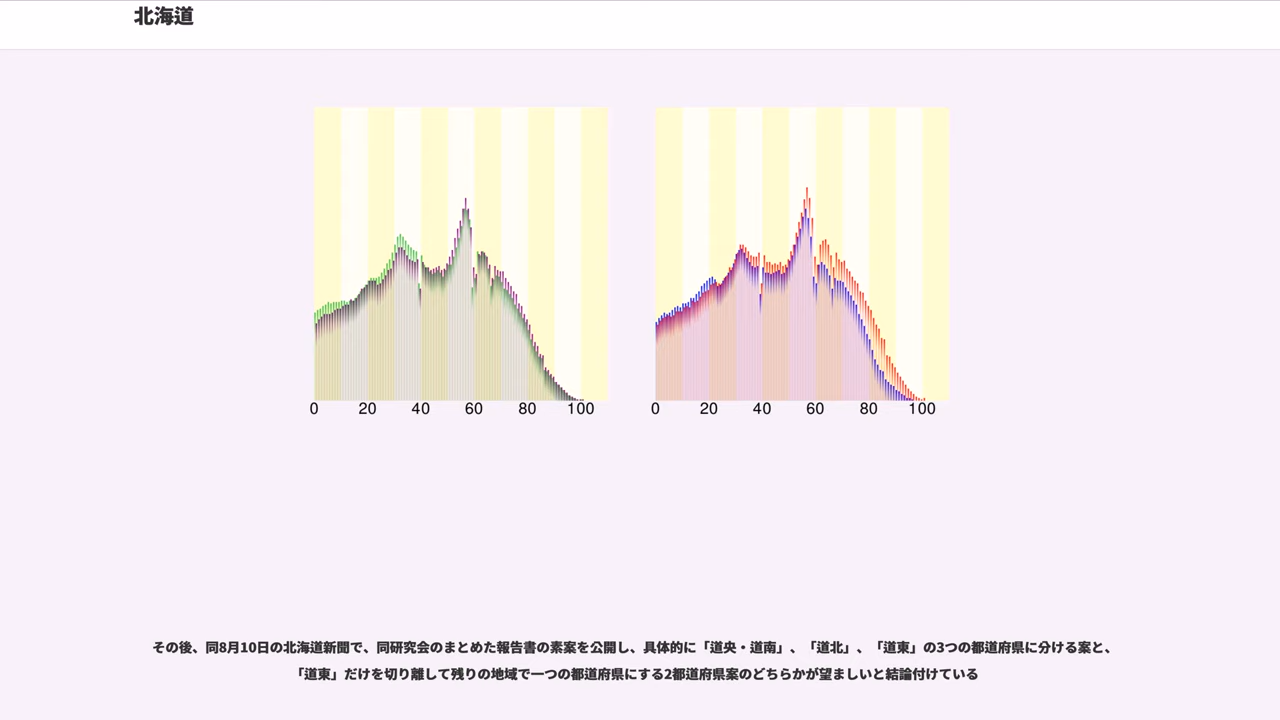 北海道
0 20 40 60 80 100
0 20 40 60 80 100
その後、同8月10日の北海道新聞で、同研究会のまとめた報告書の素案を公開し、具体的に「道央・道南」、「道北」、「道東」の3つの都道府県に分ける案と、
「道東」だけを切り離して残りの地域で一つの都道府県にする2都道府県案のどちらかが望ましいと結論付けている